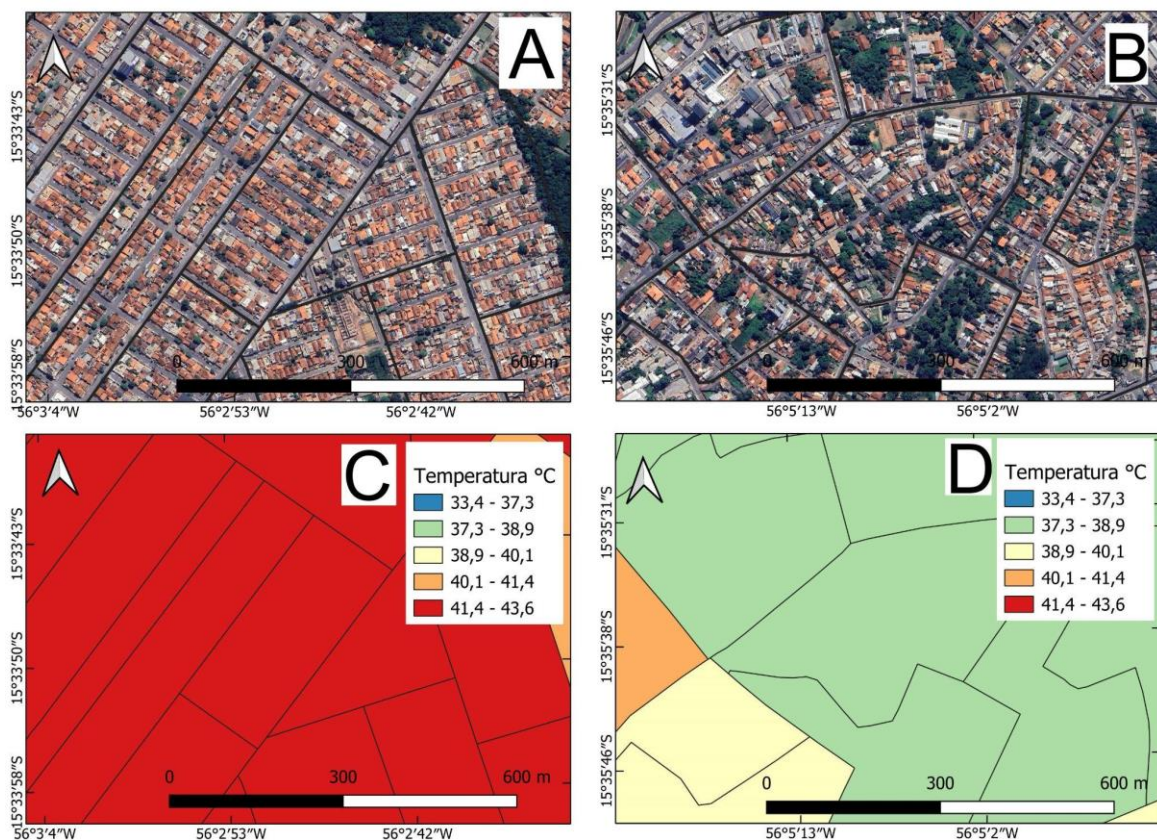 A
15°33'43"S
15°33'50"S
15°33'58"S
0 300 600 m
56°3'4"W 56°2'53"W 56°2'42"W
B
15°35'31"S
15°35'38"S
15°35'46"S
0 300 600 m
56°5'13"W 56°5'2"W
C
Temperatura °C
33,4 - 37,3
37,3 - 38,9
38,9 - 40,1
40,1 - 41,4
41,4 - 43,6
15°33'43"S
15°33'50"S
15°33'58"S
0 300 600 m
56°3'4"W 56°2'53"W 56°2'42"W
D
Temperatura °C
33,4 - 37,3
37,3 - 38,9
38,9 - 40,1
40,1 - 41,4
41,4 - 43,6
15°35'31"S
15°35'38"S
15°35'46"S
0 300 600 m
56°5'13"W 56°5'2"W